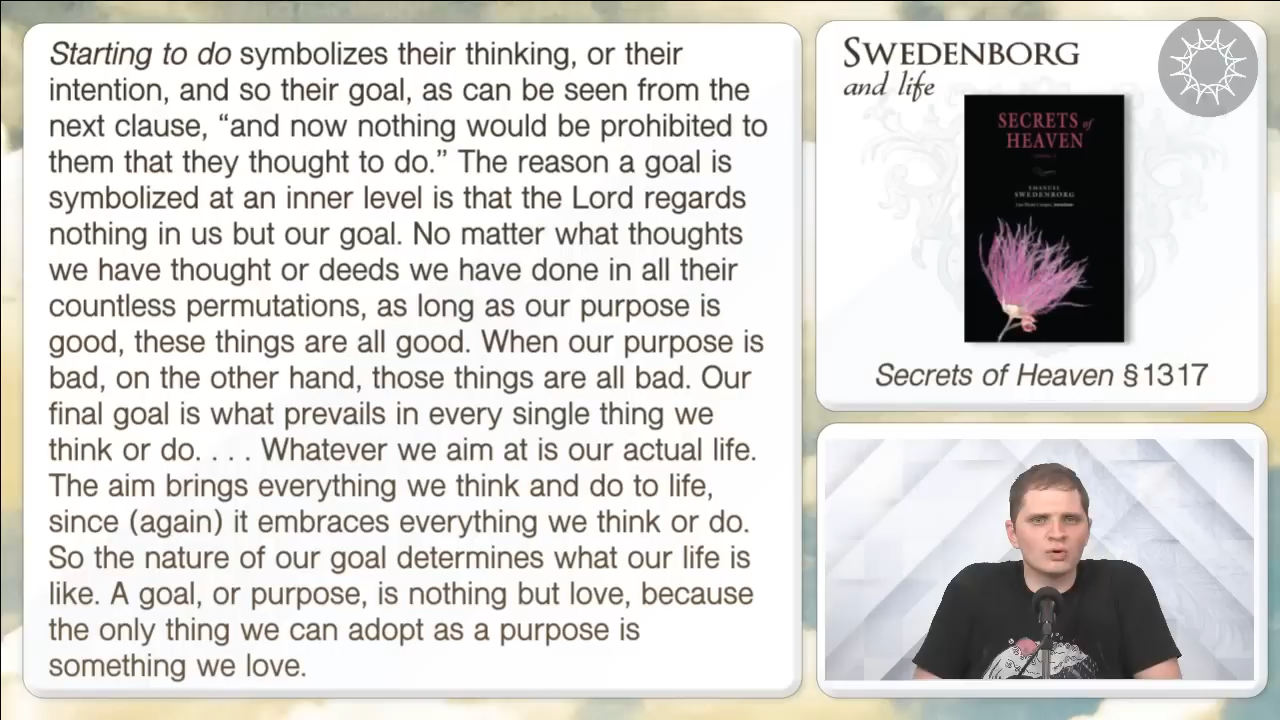 Starting to do symbolizes their thinking, or their
intention, and so their goal, as can be seen from the
next clause, “and now nothing would be prohibited to
them that they thought to do.” The reason a goal is
symbolized at an inner level is that the Lord regards
nothing in us but our goal. No matter what thoughts
we have thought or deeds we have done in all their
countless permutations, as long as our purpose is
good, these things are all good. When our purpose is
bad, on the other hand, those things are all bad. Our
final goal is what prevails in every single thing we
think or do. . . . Whatever we aim at is our actual life.
The aim brings everything we think and do to life,
since (again) it embraces everything we think or do.
So the nature of our goal determines what our life is
like. A goal, or purpose, is nothing but love, because
the only thing we can adopt as a purpose is
something we love.
SWEDENBORG
and life
SECRETS of
HEAVEN
EMANUEL
SWEDENBORG
Secrets of Heaven §1317